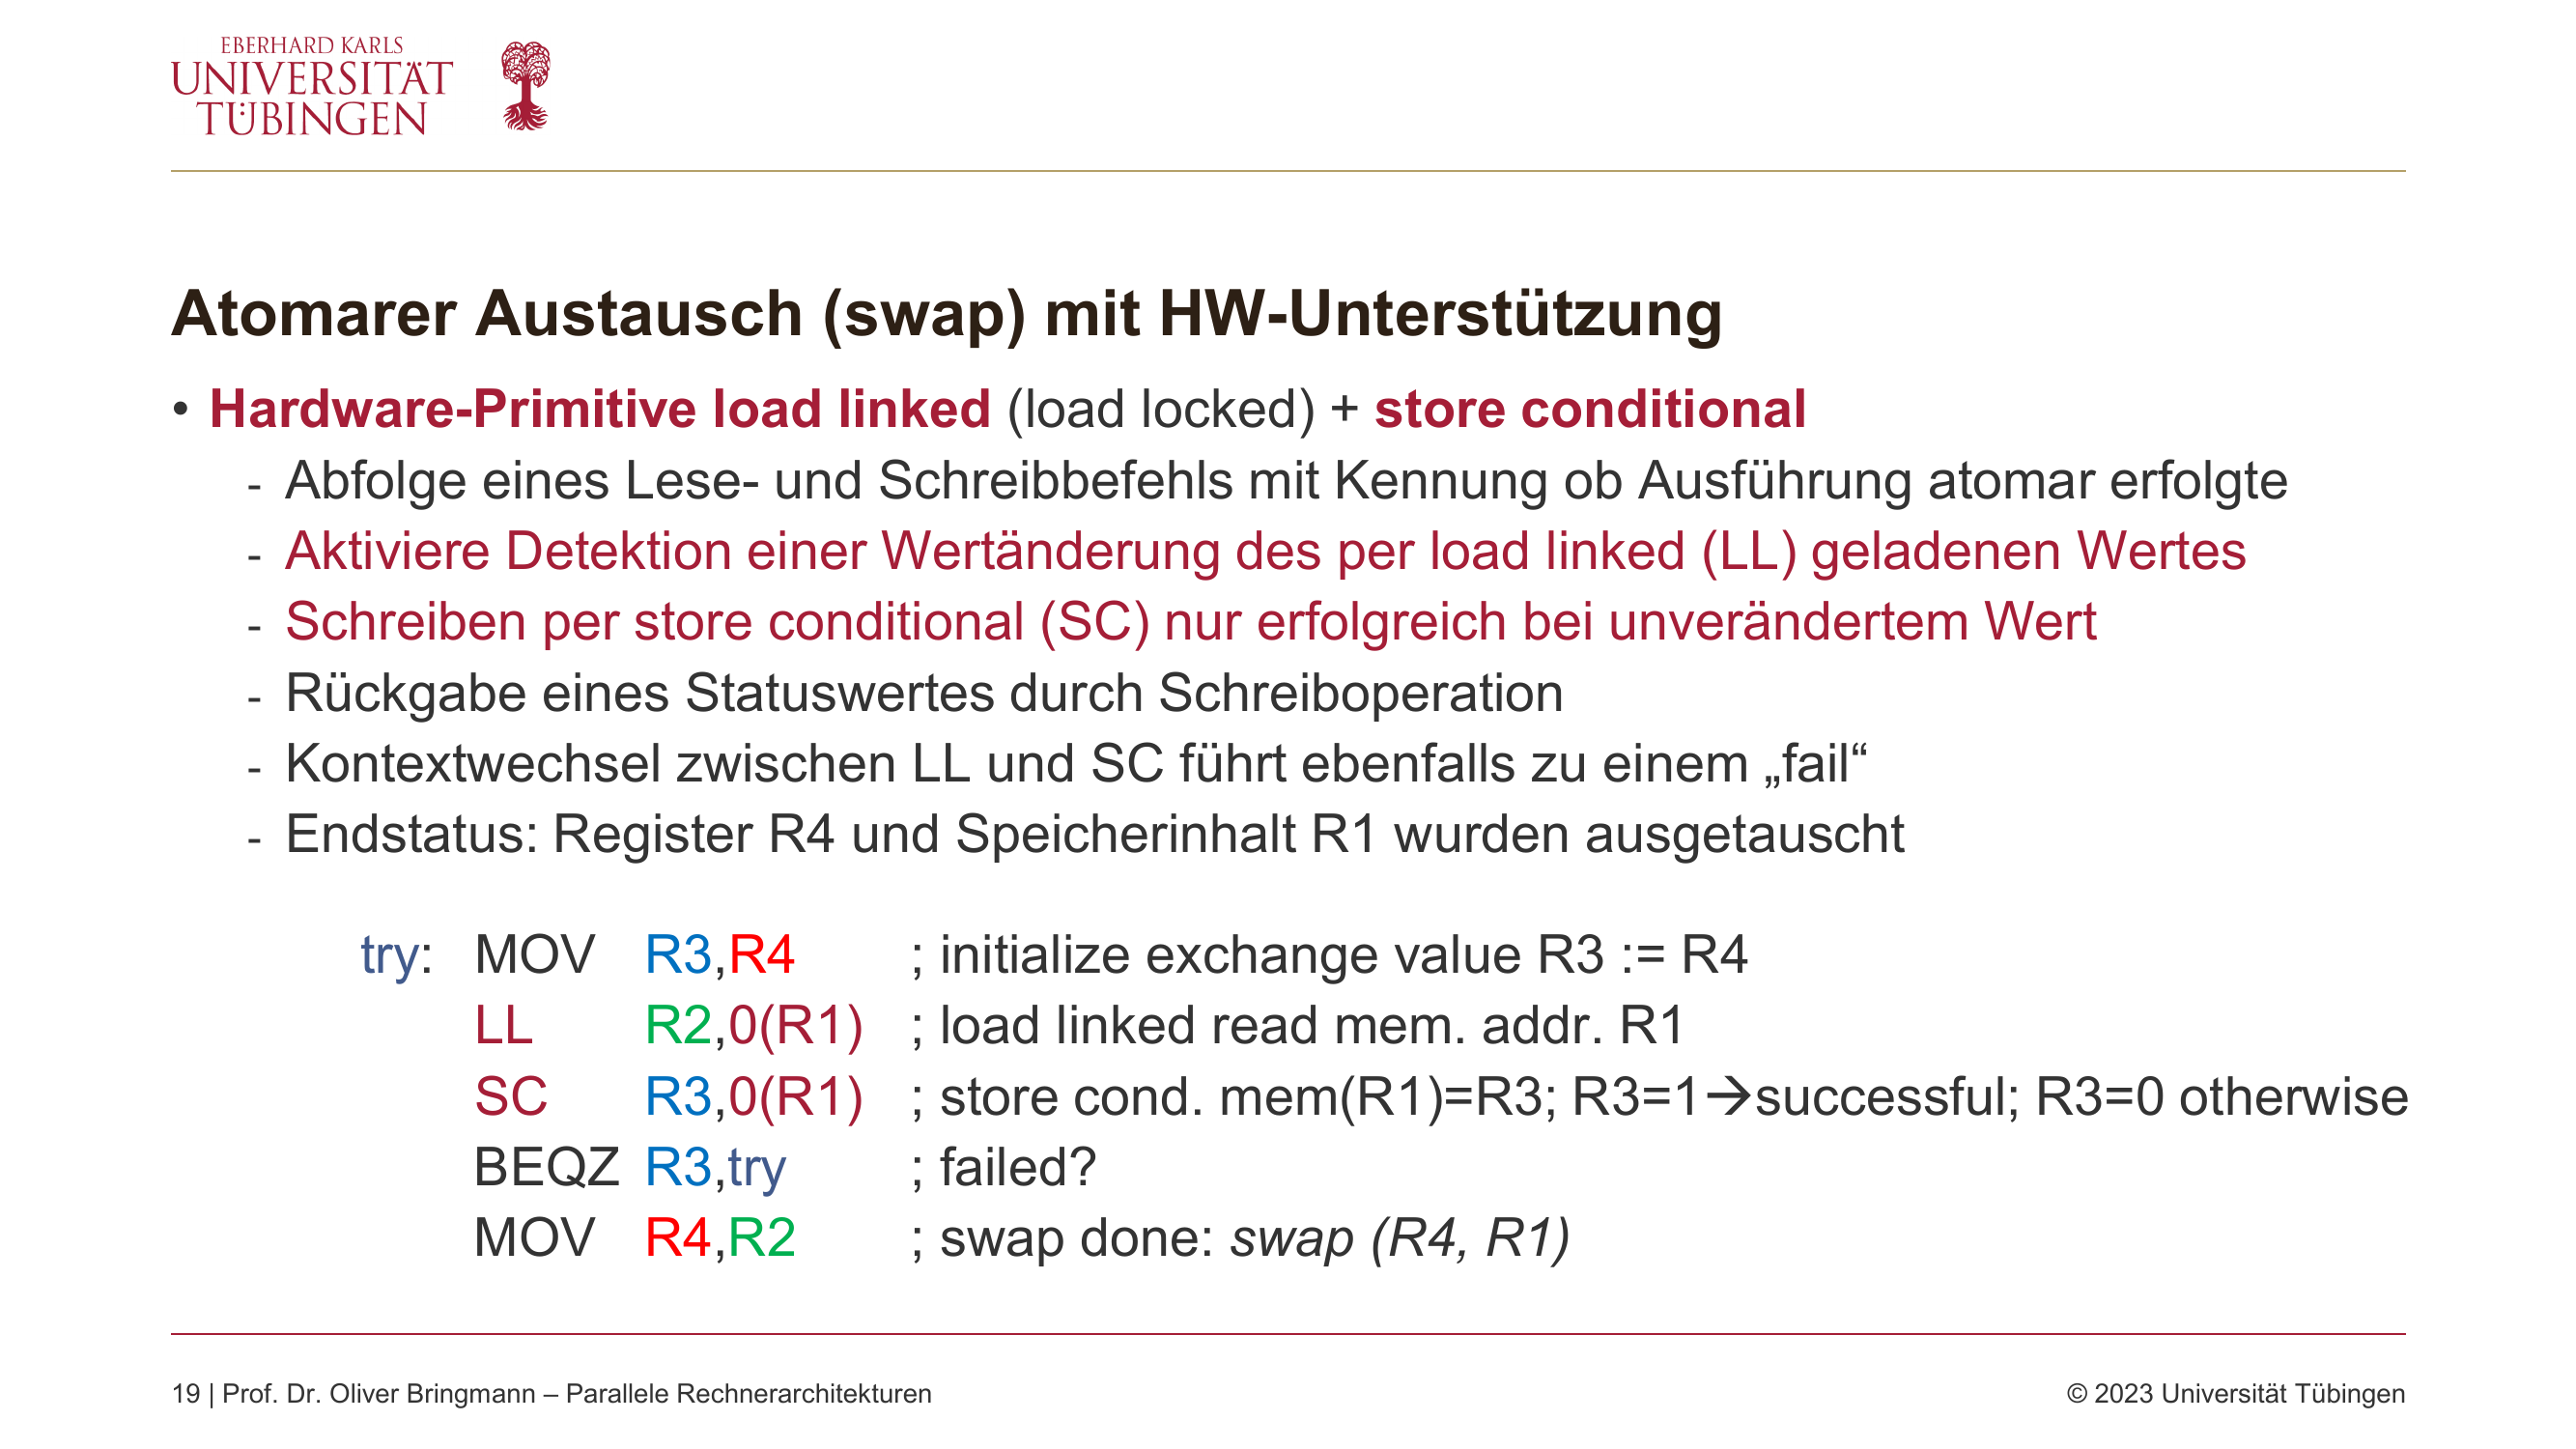 EBERHARD KARLS
UNIVERSITÄT
TÜBINGEN
Atomarer Austausch (swap) mit HW-Unterstützung
• Hardware-Primitive load linked (load locked) + store conditional
- Abfolge eines Lese- und Schreibbefehls mit Kennung ob Ausführung atomar erfolgte
- Aktiviere Detektion einer Wertänderung des per load linked (LL) geladenen Wertes
- Schreiben per store conditional (SC) nur erfolgreich bei unverändertem Wert
- Rückgabe eines Statuswertes durch Schreiboperation
- Kontextwechsel zwischen LL und SC führt ebenfalls zu einem „fail“
- Endstatus: Register R4 und Speicherinhalt R1 wurden ausgetauscht
try: MOV R3,R4 ; initialize exchange value R3 := R4
LL R2,0(R1) ; load linked read mem. addr. R1
SC R3,0(R1) ; store cond. mem(R1)=R3; R3=1→successful; R3=0 otherwise
BEQZ R3,try ; failed?
MOV R4,R2 ; swap done: swap (R4, R1)
19 | Prof. Dr. Oliver Bringmann – Parallele Rechnerarchitekturen
© 2023 Universität Tübingen